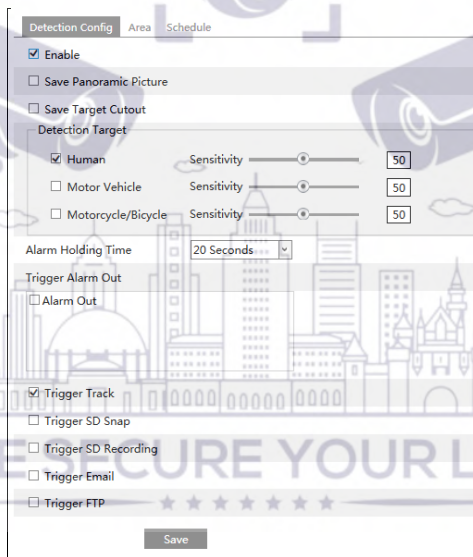 Detection Config Area Schedule
Enable
Save Panoramic Picture
Save Target Cutout
Detection Target
Human Sensitivity 50
Motor Vehicle Sensitivity 50
Motorcycle/Bicycle Sensitivity 50
Alarm Holding Time 20 Seconds
Trigger Alarm Out
Alarm Out
Trigger Track
Trigger SD Snap
Trigger SD Recording
E SECURE YOUR L
Trigger Email
Trigger FTP
Save